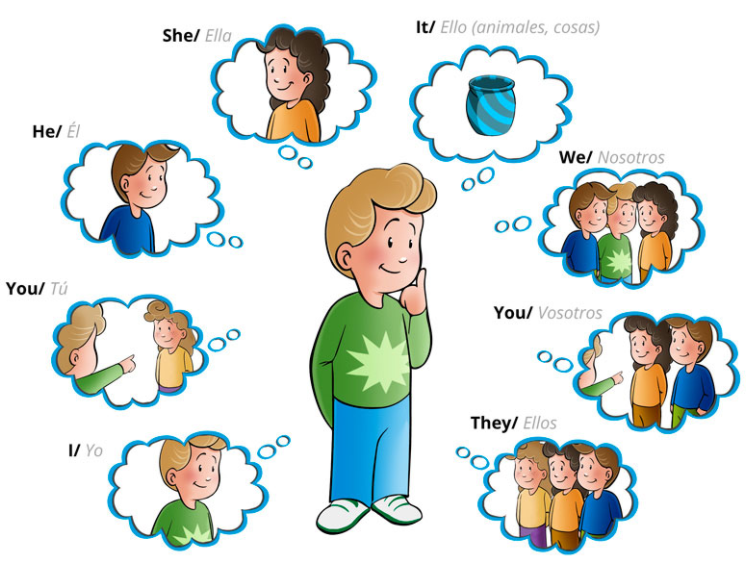 She/ Ella
It/ Ello (animales, cosas)
He/ Él
We/ Nosotros
You/ Tú
You/ Vosotros
I/ Yo
They/ Ellos